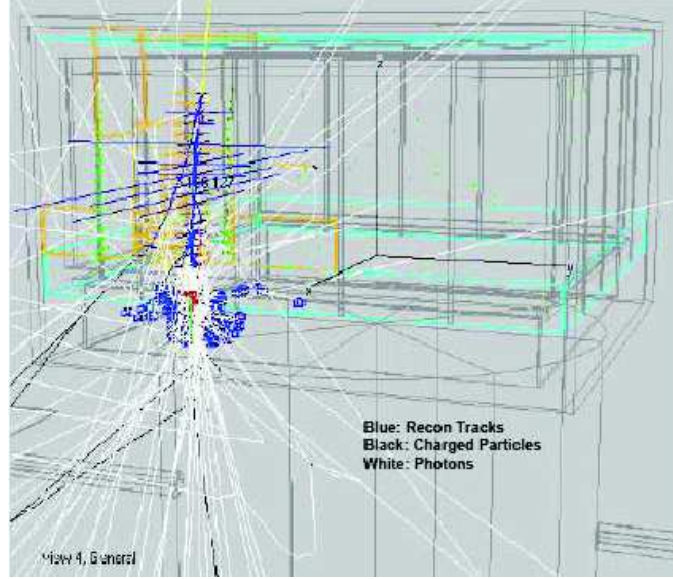 z
Blue: Recon Tracks
Black: Charged Particles
White: Photons
View 4, General